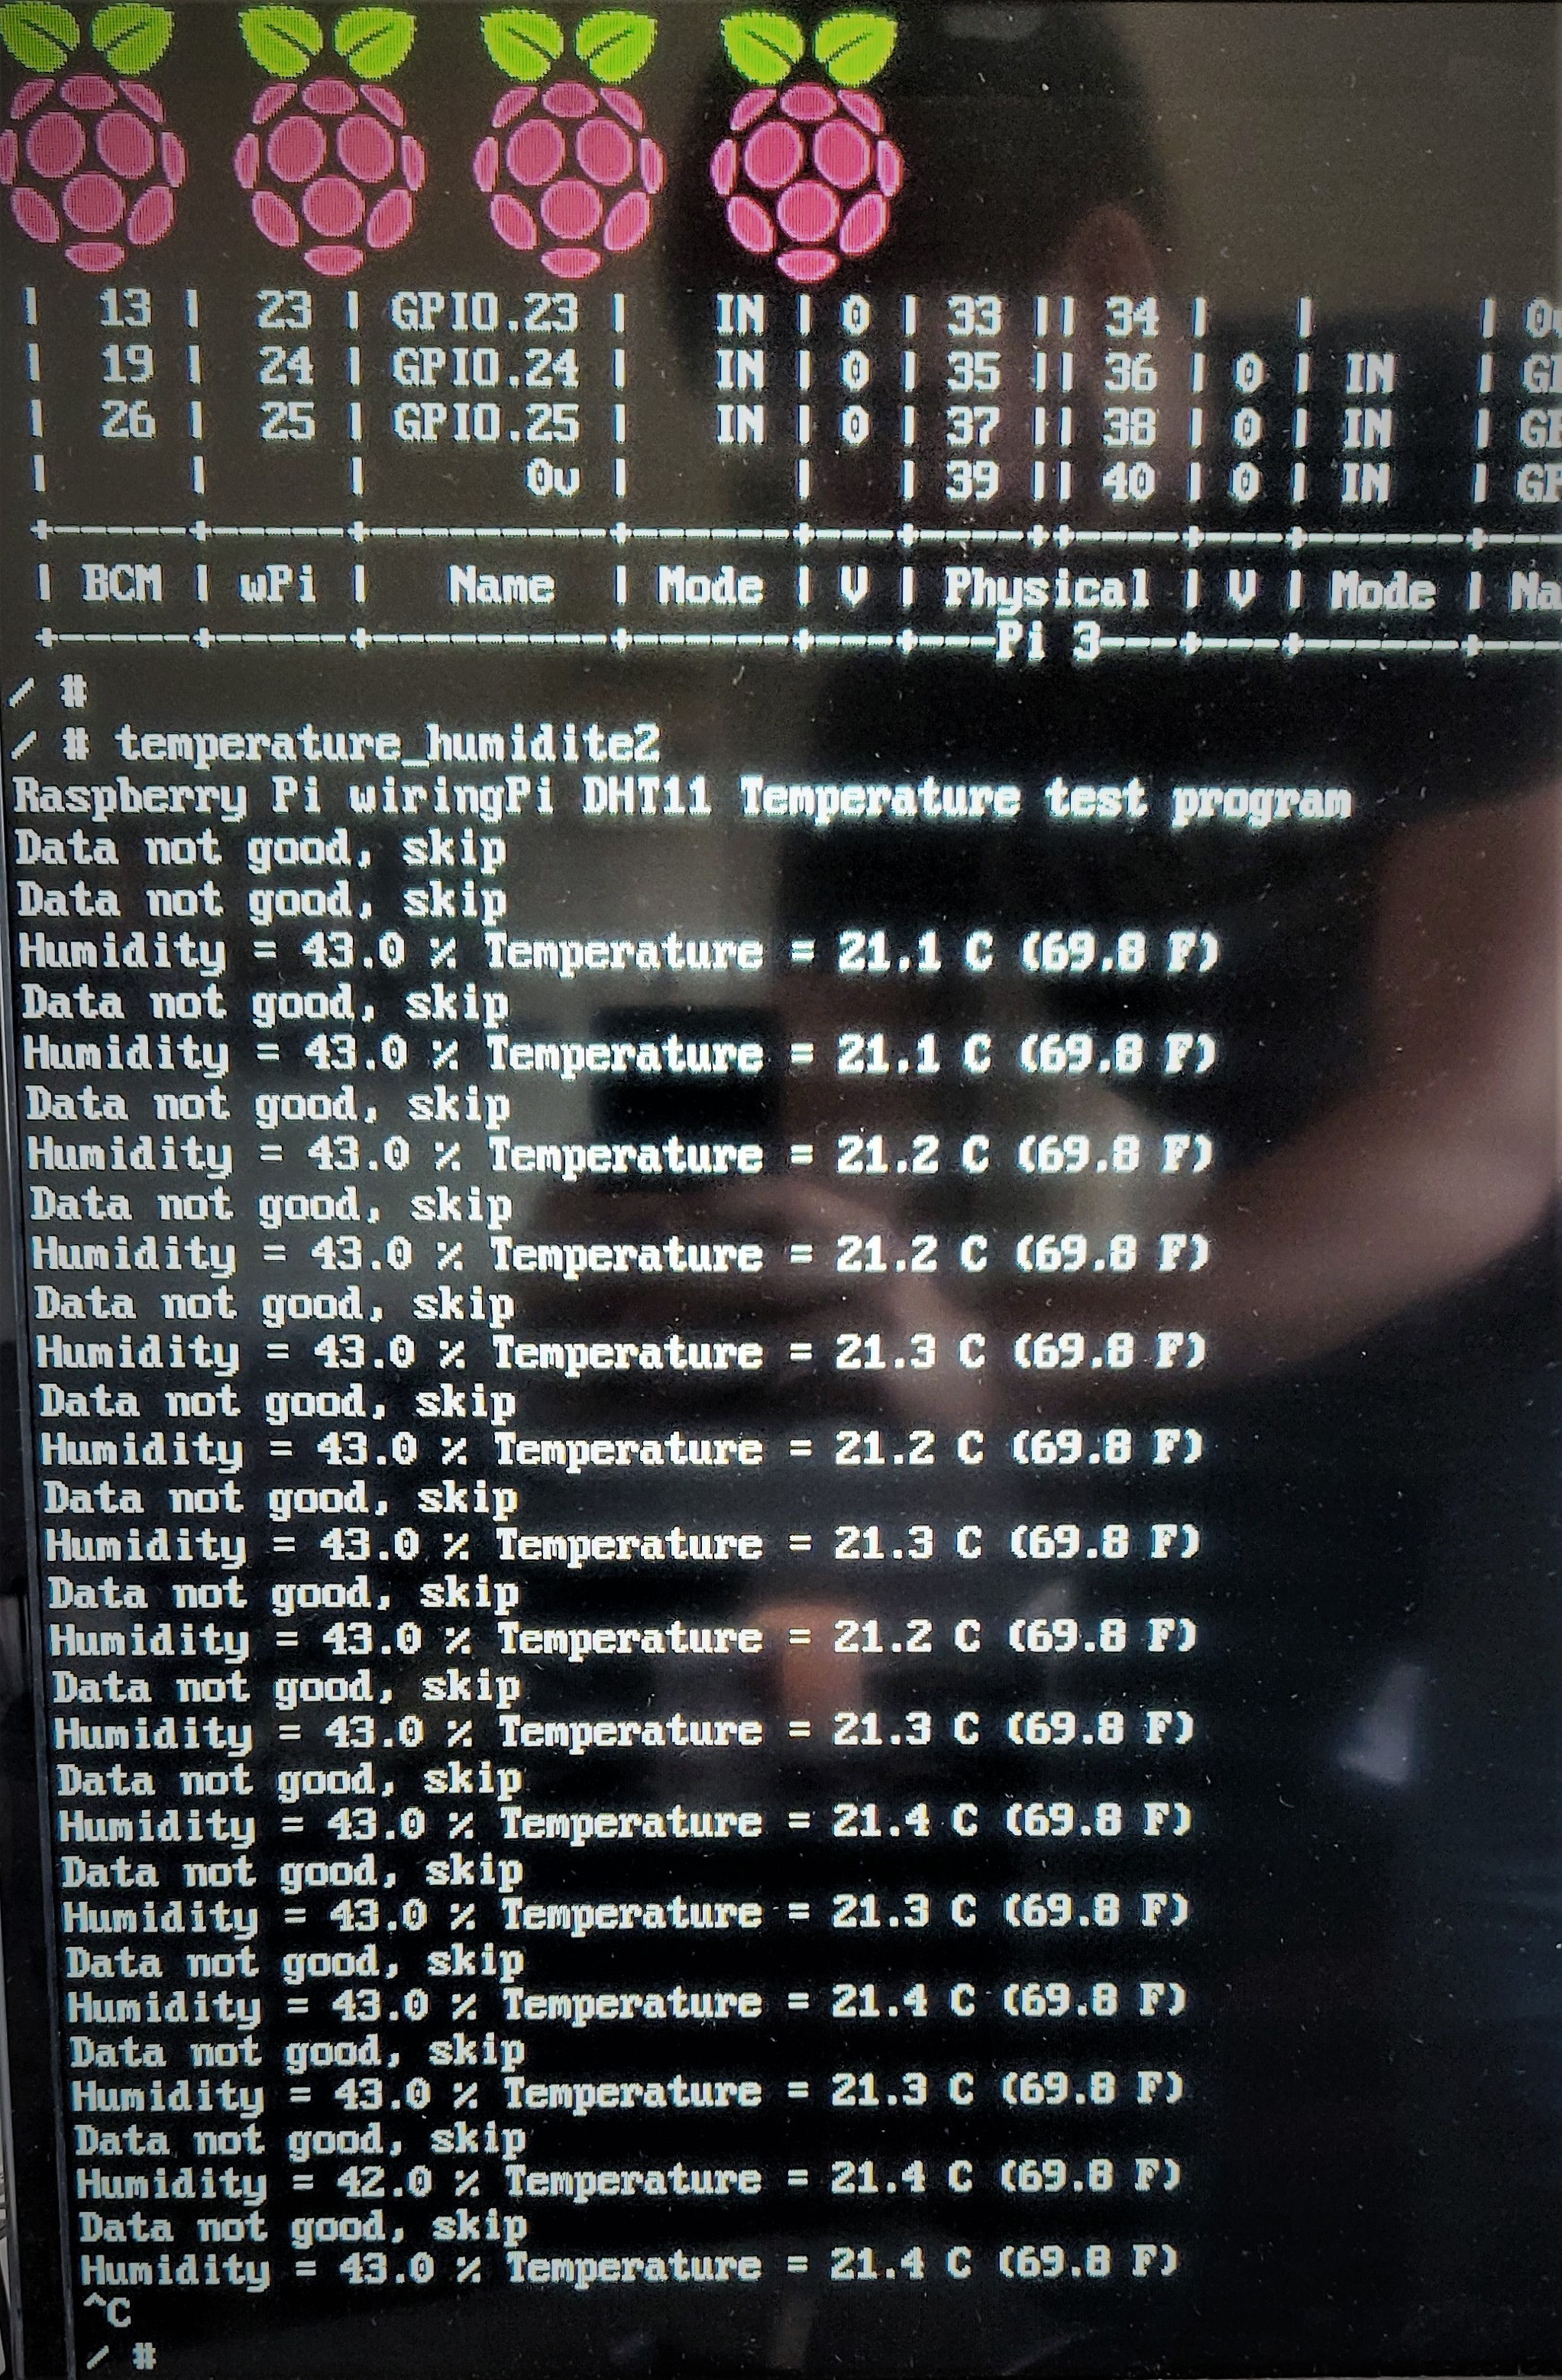 | 13 | 23 | GPIO.23 | IN | 0 | 33 || 34 | | |
| 19 | 24 | GPIO.24 | IN | 0 | 35 || 36 | 0 | IN |
| 26 | 25 | GPIO.25 | IN | 0 | 37 || 38 | 0 | IN |
| | | 0v | | | 39 || 40 | 0 | IN |
+-----+-----+---------+------+---+----++----+---+------+
| BCM | wPi | Name | Mode | V | Physical | V | Mode |
+-----+-----+---------+------+---+---Pi 3---+---+------+
/ #
/ # temperature_humidite2
Raspberry Pi wiringPi DHT11 Temperature test program
Data not good, skip
Data not good, skip
Humidity = 43.0 % Temperature = 21.1 C (69.8 F)
Data not good, skip
Humidity = 43.0 % Temperature = 21.1 C (69.8 F)
Data not good, skip
Humidity = 43.0 % Temperature = 21.2 C (69.8 F)
Data not good, skip
Humidity = 43.0 % Temperature = 21.2 C (69.8 F)
Data not good, skip
Humidity = 43.0 % Temperature = 21.3 C (69.8 F)
Data not good, skip
Humidity = 43.0 % Temperature = 21.2 C (69.8 F)
Data not good, skip
Humidity = 43.0 % Temperature = 21.3 C (69.8 F)
Data not good, skip
Humidity = 43.0 % Temperature = 21.2 C (69.8 F)
Data not good, skip
Humidity = 43.0 % Temperature = 21.3 C (69.8 F)
Data not good, skip
Humidity = 43.0 % Temperature = 21.4 C (69.8 F)
Data not good, skip
Humidity = 43.0 % Temperature = 21.3 C (69.8 F)
Data not good, skip
Humidity = 43.0 % Temperature = 21.4 C (69.8 F)
Data not good, skip
Humidity = 43.0 % Temperature = 21.3 C (69.8 F)
Data not good, skip
Humidity = 42.0 % Temperature = 21.4 C (69.8 F)
Data not good, skip
Humidity = 43.0 % Temperature = 21.4 C (69.8 F)
^C
/ #